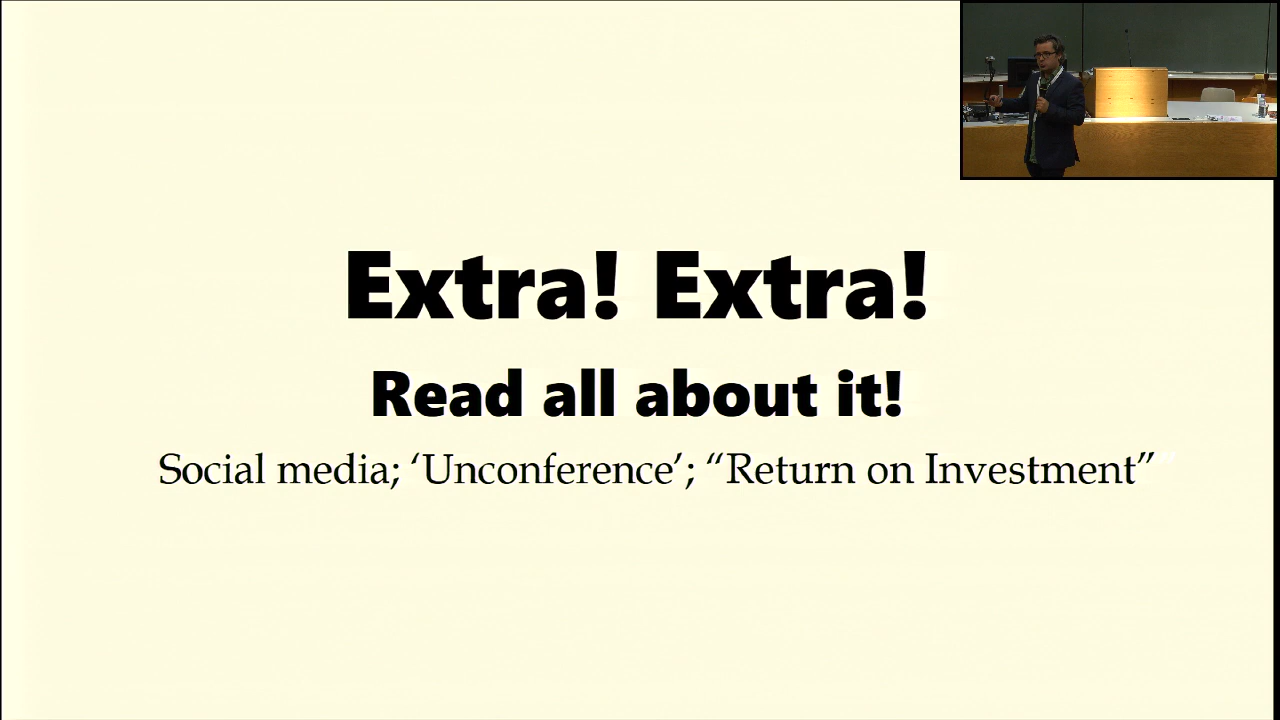 Extra! Extra!
Read all about it!
Social media; ‘Unconference’; “Return on Investment”